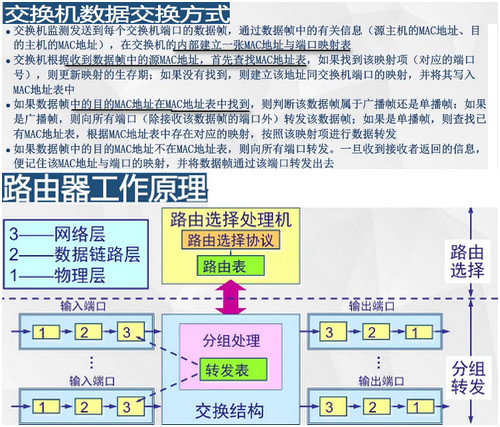 交换机数据交换方式
• 交换机监测发送到每个交换机端口的数据帧，通过数据帧中的有关信息（源主机的MAC地址、目
的主机的MAC地址），在交换机的内部建立一张MAC地址与端口映射表
• 交换机根据收到数据帧中的源MAC地址，首先查找MAC地址表，如果找到该映射项（对应的端口
号），则更新映射的生存期；如果没有找到，则建立该地址同交换机端口的映射，并将其写入
MAC地址表中
• 如果数据帧中的目的MAC地址在MAC地址表中找到，则判断该数据帧属于广播帧还是单播帧：如果
是广播帧，则向所有端口（除接收该数据帧的端口外）转发该数据帧；如果是单播帧，则查找已
有MAC地址表，根据MAC地址表中存在对应的映射，按照该映射项进行数据转发
• 如果数据帧中的目的MAC地址不在MAC地址表，则向所有端口转发。一旦收到接收者返回的信息，
便记住该MAC地址与端口的映射，并将数据帧通过该端口转发出去
路由器工作原理
3——网络层
2——数据链路层
1——物理层
路由选择处理机
路由选择协议
路由表
路由
选择
输入端口
1 2 3
⋮
输入端口
1 2 3
分组处理
转发表
交换结构
输出端口
3 2 1
⋮
输出端口
3 2 1
分组
转发